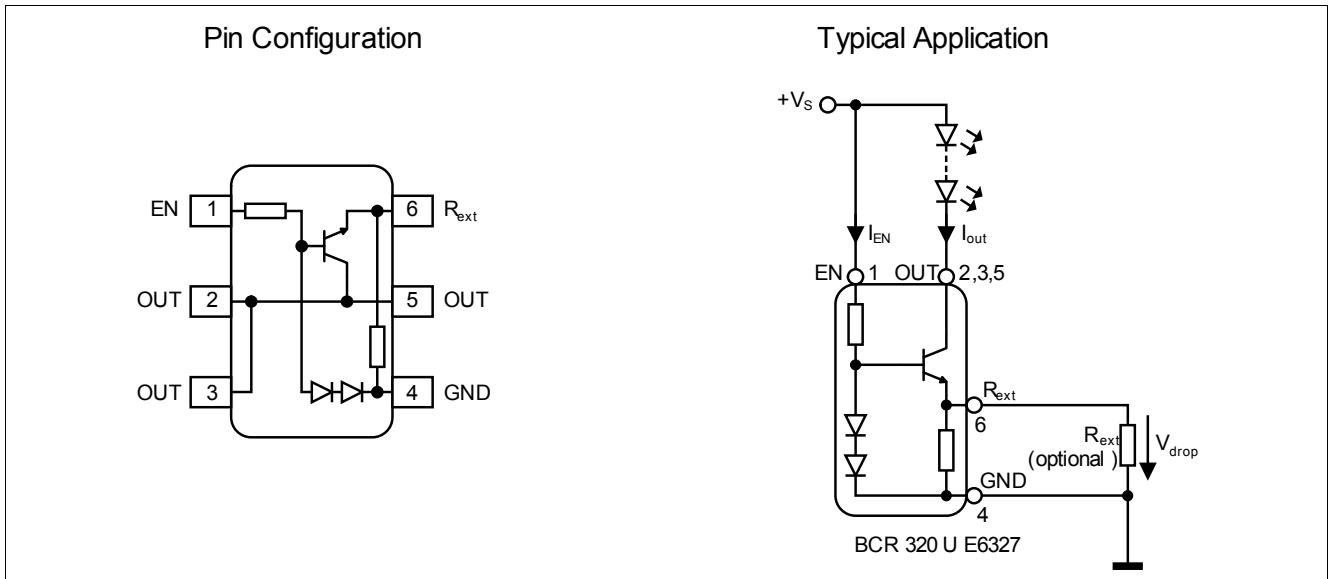 Pin Configuration
EN 1
6 Rext
OUT 2
5 OUT
OUT 3
4 GND
Typical Application
+VS
IEN
Iout
EN 1 OUT 2,3,5
Rext
6
Rext
(optional )
Vdrop
GND
4
BCR 320 U E6327